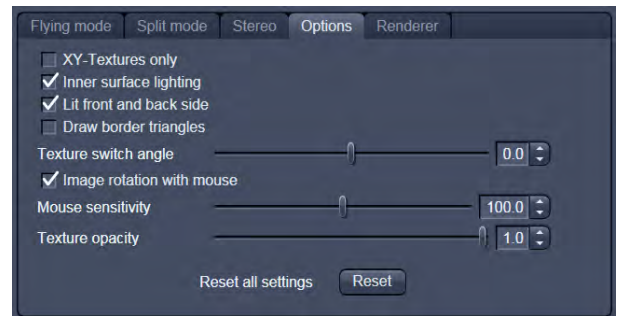 Flying mode Split mode Stereo Options Renderer
XY-Textures only
Inner surface lighting
Lit front and back side
Draw border triangles
Texture switch angle 0.0
Image rotation with mouse
Mouse sensitivity 100.0
Texture opacity 1.0
Reset all settings Reset